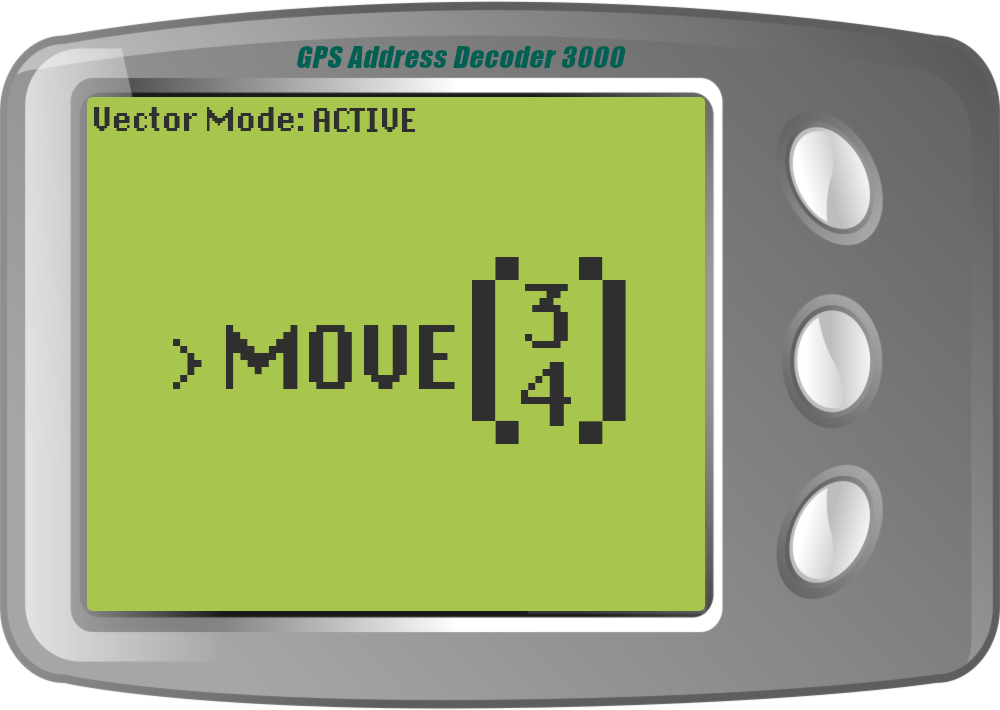 GPS Address Decoder 3000
Vector Mode: ACTIVE
>MOVE(3
4)